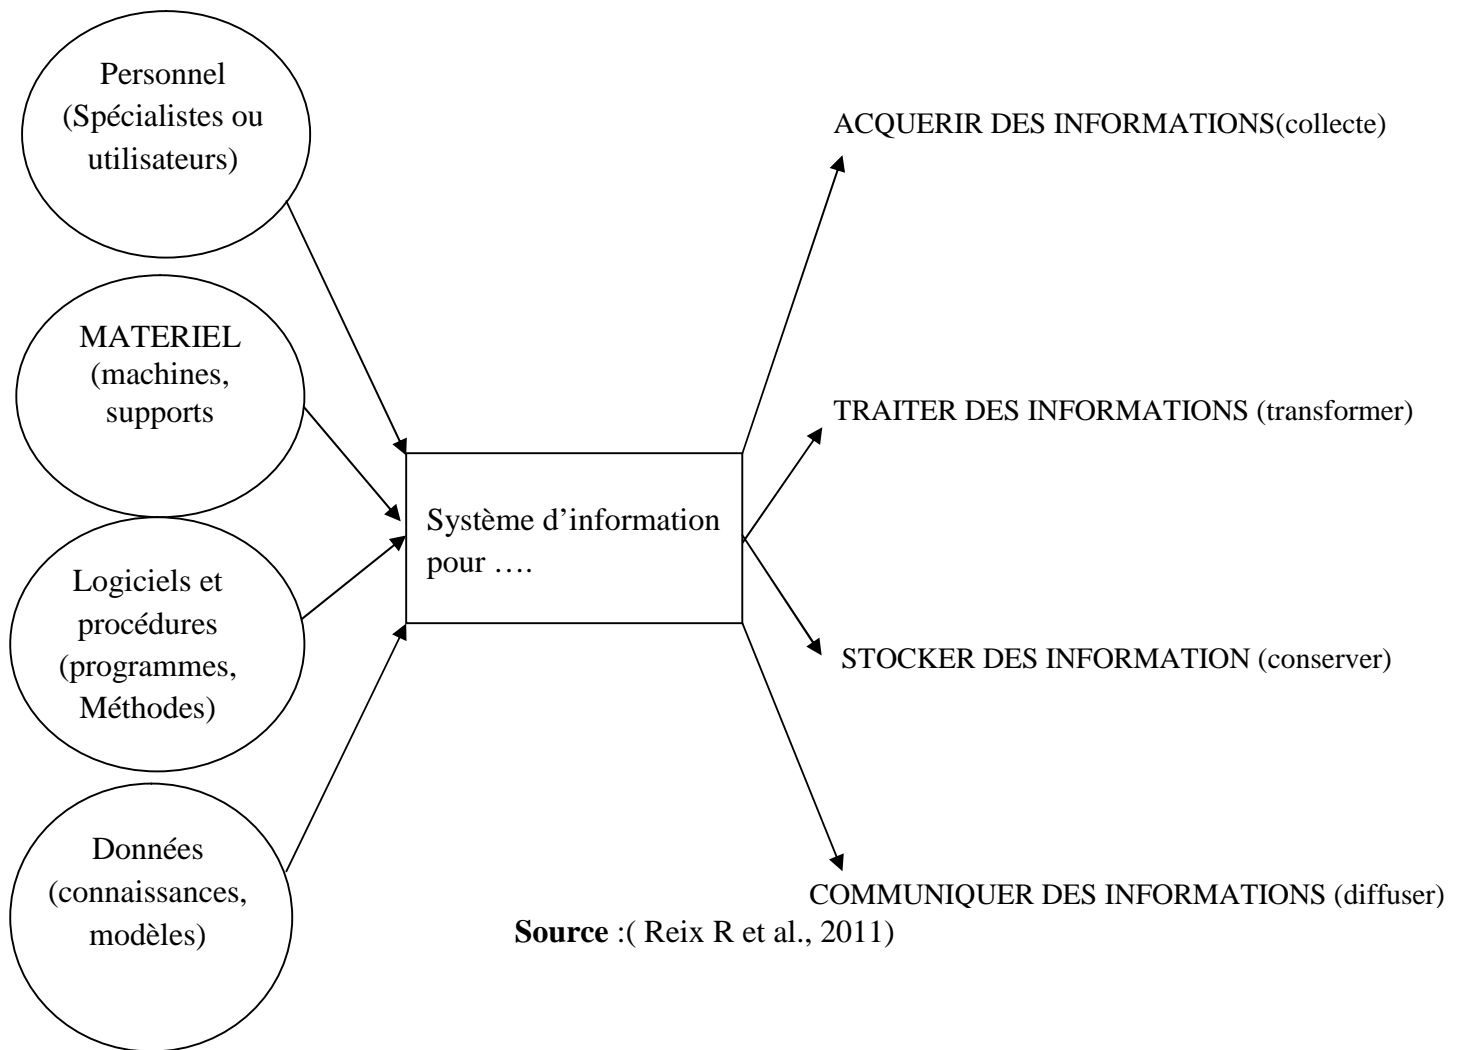 Personnel
(Spécialistes ou
utilisateurs)
MATERIEL
(machines,
supports
Logiciels et
procédures
(programmes,
Méthodes)
Données
(connaissances,
modèles)
Système d’information
pour ….
ACQUERIR DES INFORMATIONS(collecte)
TRAITER DES INFORMATIONS (transformer)
STOCKER DES INFORMATION (conserver)
COMMUNIQUER DES INFORMATIONS (diffuser)
Source :( Reix R et al., 2011)